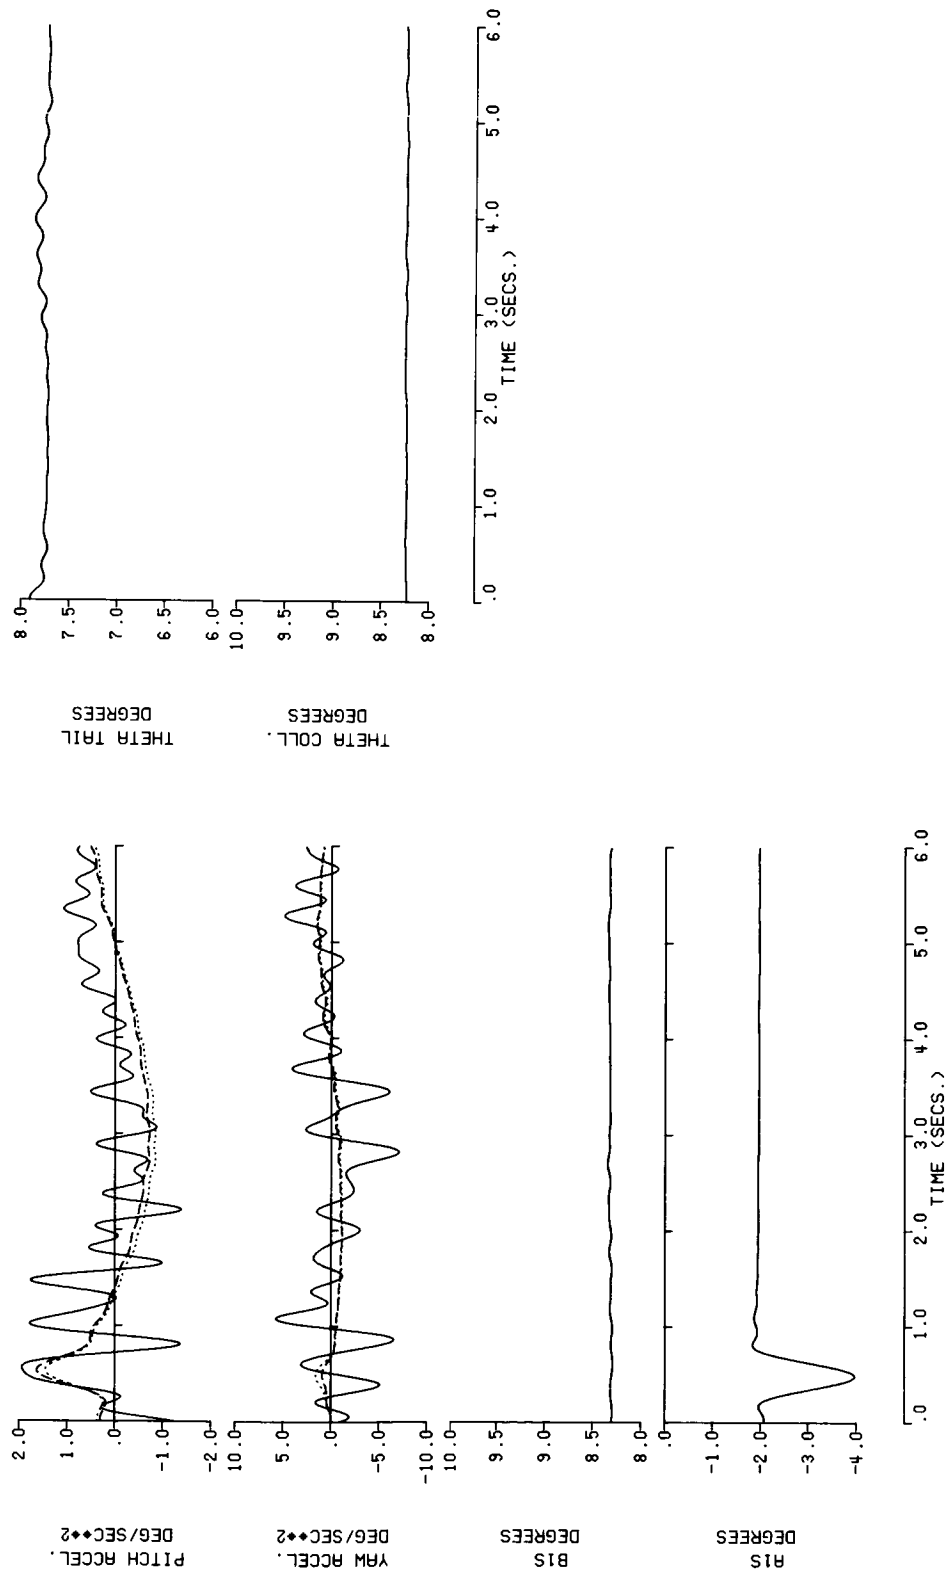 PITCH ACCEL.
DEG/SEC◆◆2
2.0
1.0
.0
-1.0
-2.0
YAW ACCEL.
DEG/SEC◆◆2
10.0
5.0
.0
-5.0
-10.0
B1S
DEGREES
10.0
9.5
9.0
8.5
8.0
A1S
DEGREES
.0
-1.0
-2.0
-3.0
-4.0
.0 1.0 2.0 3.0 4.0 5.0 6.0
TIME (SECS.)
THETA TAIL
DEGREES
8.0
7.5
7.0
6.5
6.0
THETA COLL.
DEGREES
10.0
9.5
9.0
8.5
8.0
.0 1.0 2.0 3.0 4.0 5.0 6.0
TIME (SECS.)